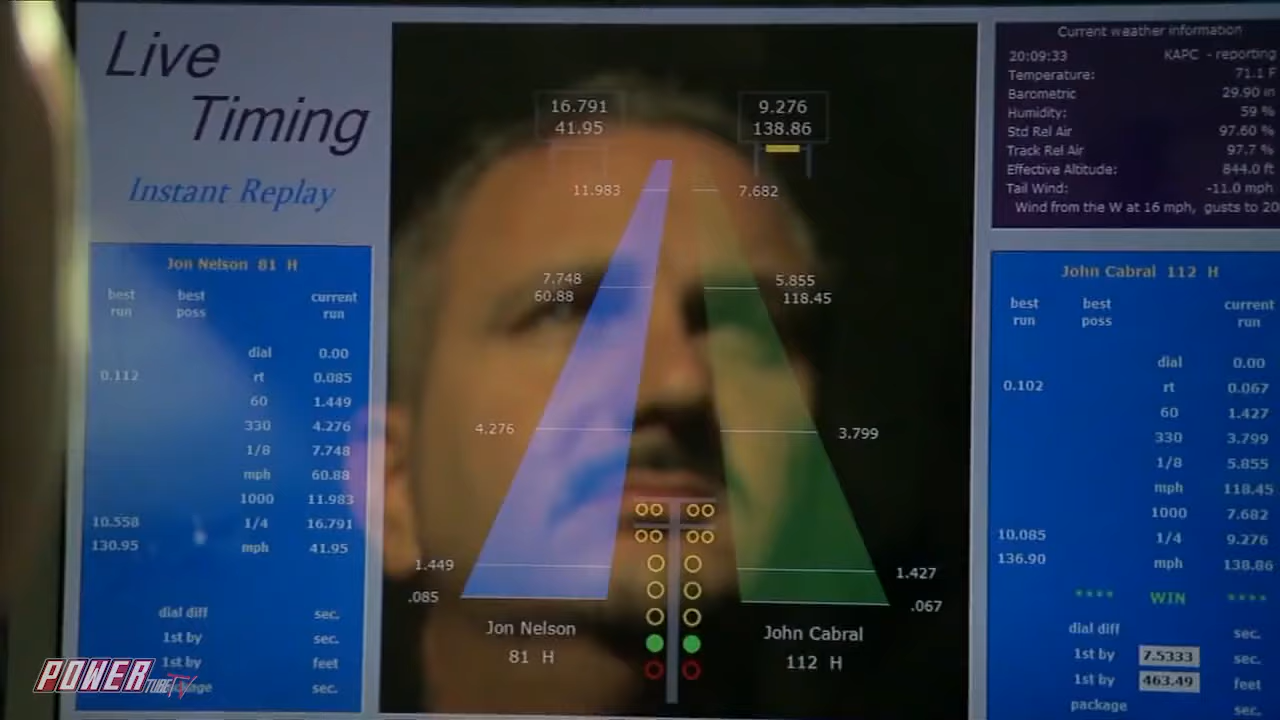 Live
Timing
Instant Replay
Jon Nelson 81 H
best run best poss current run
dial 0.00
0.112 rt 0.085
60 1.449
330 4.276
1/8 7.748
mph 60.88
1000 11.983
10.558 1/4 16.791
130.95 mph 41.95
dial diff sec.
1st by sec.
1st by feet
sec.
POWER
TUBE TV
16.791
41.95
9.276
138.86
11.983 7.682
7.748
60.88
5.855
118.45
4.276 3.799
1.449 1.427
.085 .067
Jon Nelson
81 H
John Cabral
112 H
Current weather information
20:09:33 KAPC - reporting
Temperature: 71.1 F
Barometric 29.90 in
Humidity: 59 %
Std Rel Air 97.60 %
Track Rel Air 97.7 %
Effective Altitude: 844.0 ft
Tail Wind: -11.0 mph
Wind from the W at 16 mph, gusts to 20
John Cabral 112 H
best run best poss current run
dial 0.00
0.102 rt 0.067
60 1.427
330 3.799
1/8 5.855
mph 118.45
1000 7.682
10.085 1/4 9.276
136.90 mph 138.86
**** WIN ****
dial diff sec.
1st by 7.5333 sec.
1st by 463.49 feet
package sec.